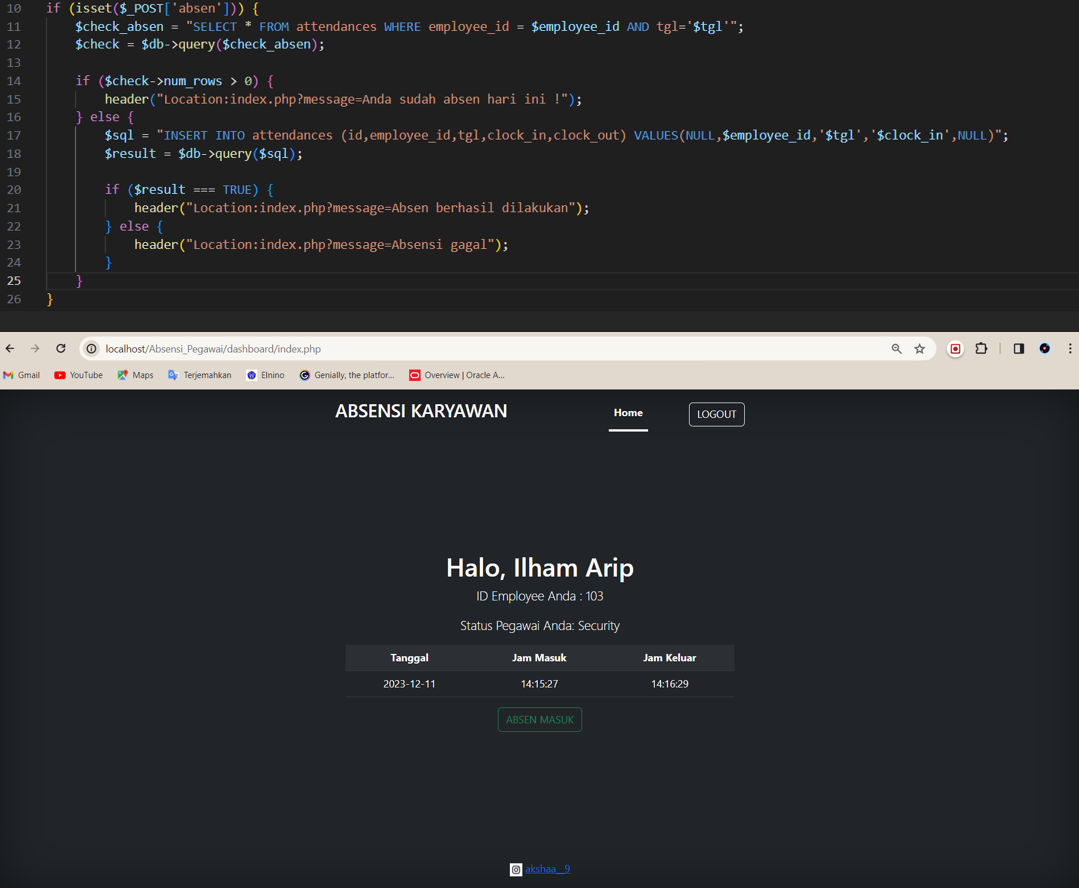 10 if (isset($_POST['absen'])) {
11 $check_absen = "SELECT * FROM attendances WHERE employee_id = $employee_id AND tgl='$tgl'";
12 $check = $db->query($check_absen);
13
14 if ($check->num_rows > 0) {
15 header("Location:index.php?message=Anda sudah absen hari ini !");
16 } else {
17 $sql = "INSERT INTO attendances (id,employee_id,tgl,clock_in,clock_out) VALUES(NULL,$employee_id,'$tgl','$clock_in',NULL)";
18 $result = $db->query($sql);
19
20 if ($result === TRUE) {
21 header("Location:index.php?message=Absen berhasil dilakukan");
22 } else {
23 header("Location:index.php?message=Absensi gagal");
24 }
25 }
26 }
localhost/Absensi_Pegawai/dashboard/index.php
Gmail YouTube Maps Terjemahkan Elnino Genially, the platfor... Overview | Oracle A...
ABSENSI KARYAWAN Home LOGOUT
Halo, Ilham Arip
ID Employee Anda : 103
Status Pegawai Anda: Security
Tanggal Jam Masuk Jam Keluar
2023-12-11 14:15:27 14:16:29
ABSEN MASUK
akshaa__9